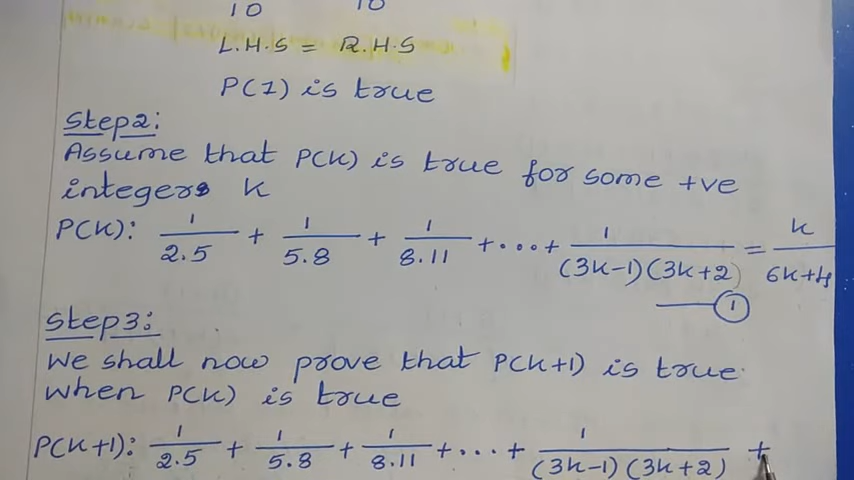 10 10
L.H.S = R.H.S
P(1) is true
Step2:
Assume that P(K) is true for some +ve
integers K
P(K): 1/2.5 + 1/5.8 + 1/8.11 +...+ 1/(3K-1)(3K+2) = K/6K+4
①
Step3:
We shall now prove that P(K+1) is true
when P(K) is true
P(K+1): 1/2.5 + 1/5.8 + 1/8.11 +...+ 1/(3K-1)(3K+2) +